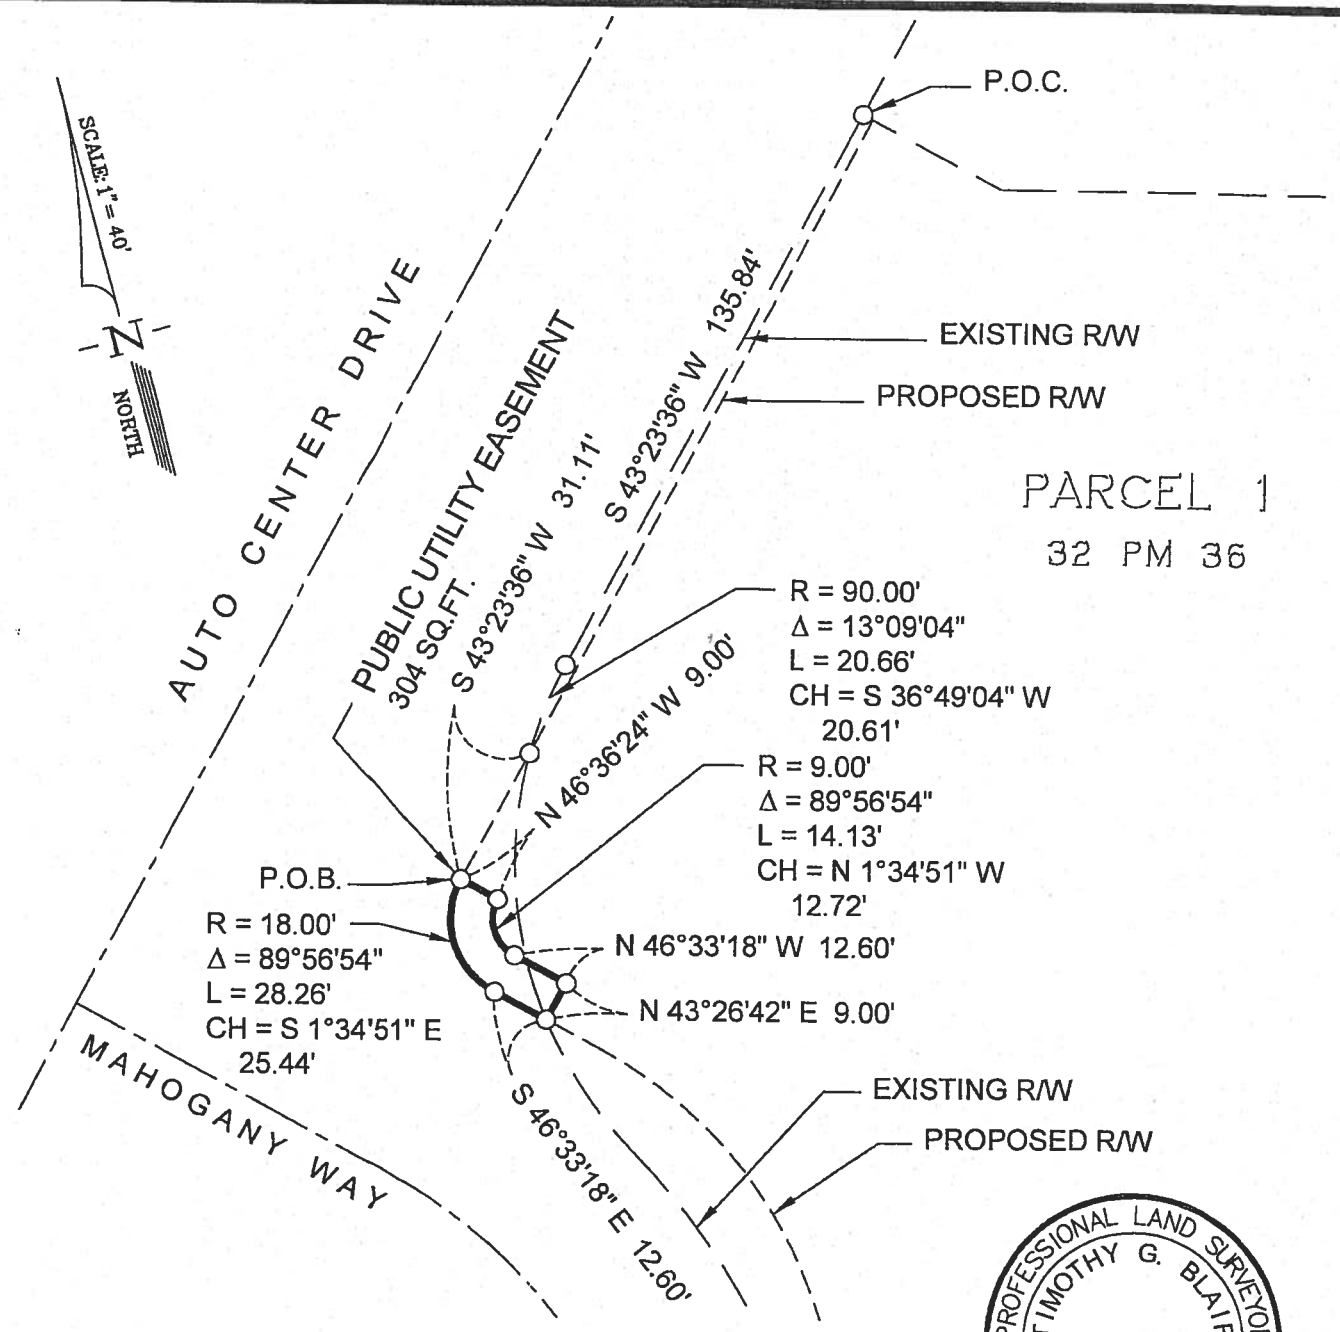 P.O.C.
SCALE: 1" = 40'
N
NORTH
AUTO CENTER DRIVE
PUBLIC UTILITY EASEMENT
304 SQ.FT.
S 43°23'36" W 31.11'
S 43°23'36" W 135.84'
EXISTING R/W
PROPOSED R/W
PARCEL 1
32 PM 36
R = 90.00'
Δ = 13°09'04"
L = 20.66'
CH = S 36°49'04" W
20.61'
N 46°36'24" W 9.00'
R = 9.00'
Δ = 89°56'54"
L = 14.13'
CH = N 1°34'51" W
12.72'
P.O.B.
R = 18.00'
Δ = 89°56'54"
L = 28.26'
CH = S 1°34'51" E
25.44'
N 46°33'18" W 12.60'
N 43°26'42" E 9.00'
MAHOGANY WAY
S 46°33'18" E 12.60'
EXISTING R/W
PROPOSED R/W
PROFESSIONAL LAND SURVEYOR
TIMOTHY G. BLAIR